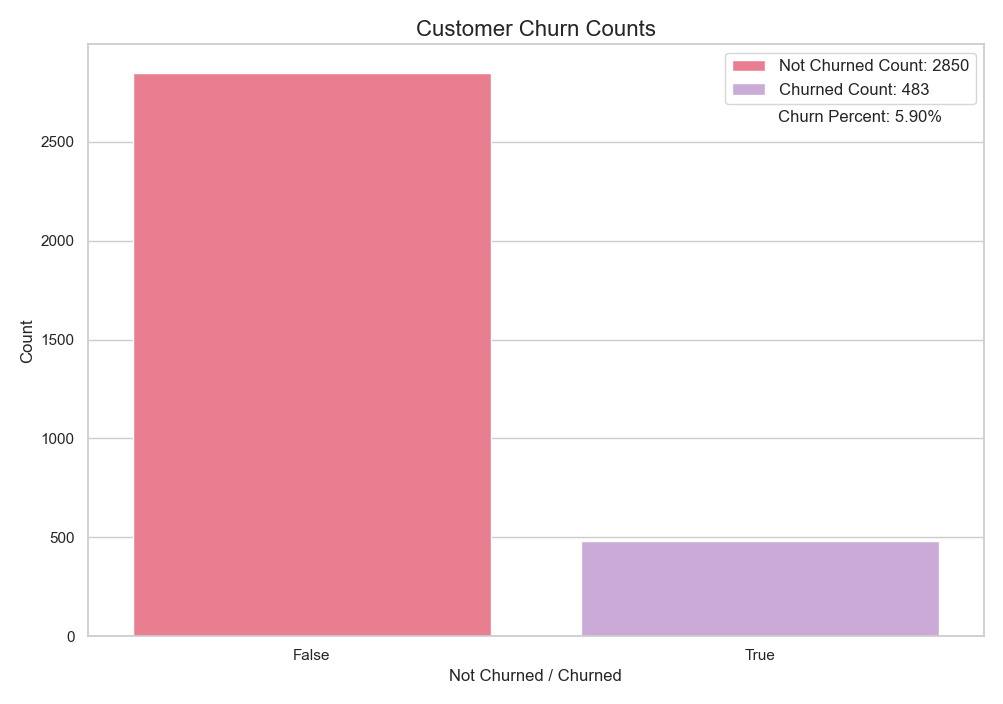 Customer Churn Counts
Not Churned Count: 2850
Churned Count: 483
Churn Percent: 5.90%
2500
2000
1500
1000
500
0
Count
False
True
Not Churned / Churned